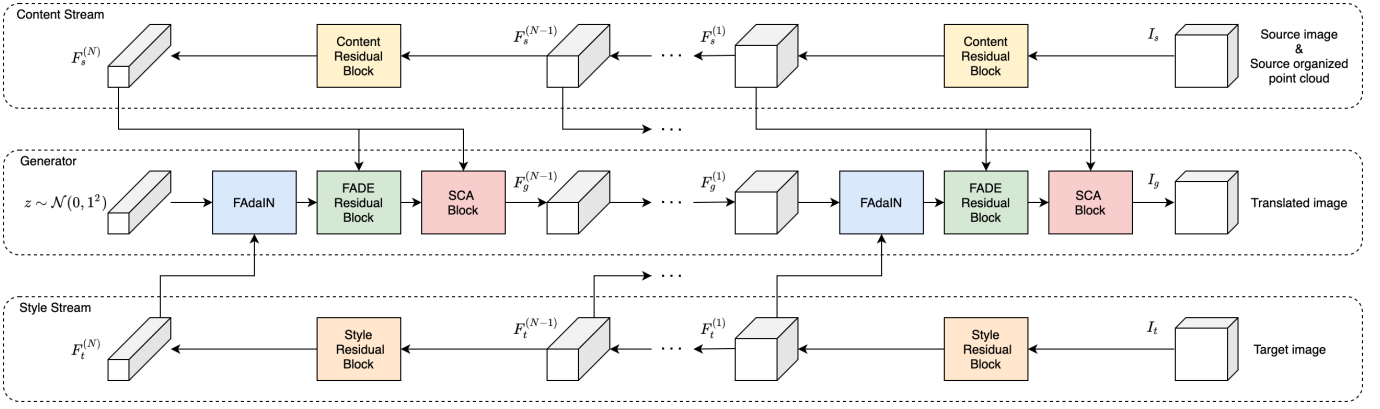 Content Stream
F_s^{(N)}
Content
Residual
Block
F_s^{(N-1)}
...
F_s^{(1)}
Content
Residual
Block
I_s
Source image
&
Source organized
point cloud
...
Generator
z ∼ 𝒩(0, 1²)
FAdaIN
FADE
Residual
Block
SCA
Block
F_g^{(N-1)}
...
F_g^{(1)}
FAdaIN
FADE
Residual
Block
SCA
Block
I_g
Translated image
...
Style Stream
F_t^{(N)}
Style
Residual
Block
F_t^{(N-1)}
...
F_t^{(1)}
Style
Residual
Block
I_t
Target image